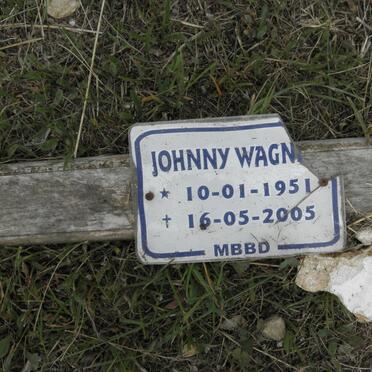 JOHNNY WAGN
★ 10-01-1951
✝ 16-05-2005
MBBD